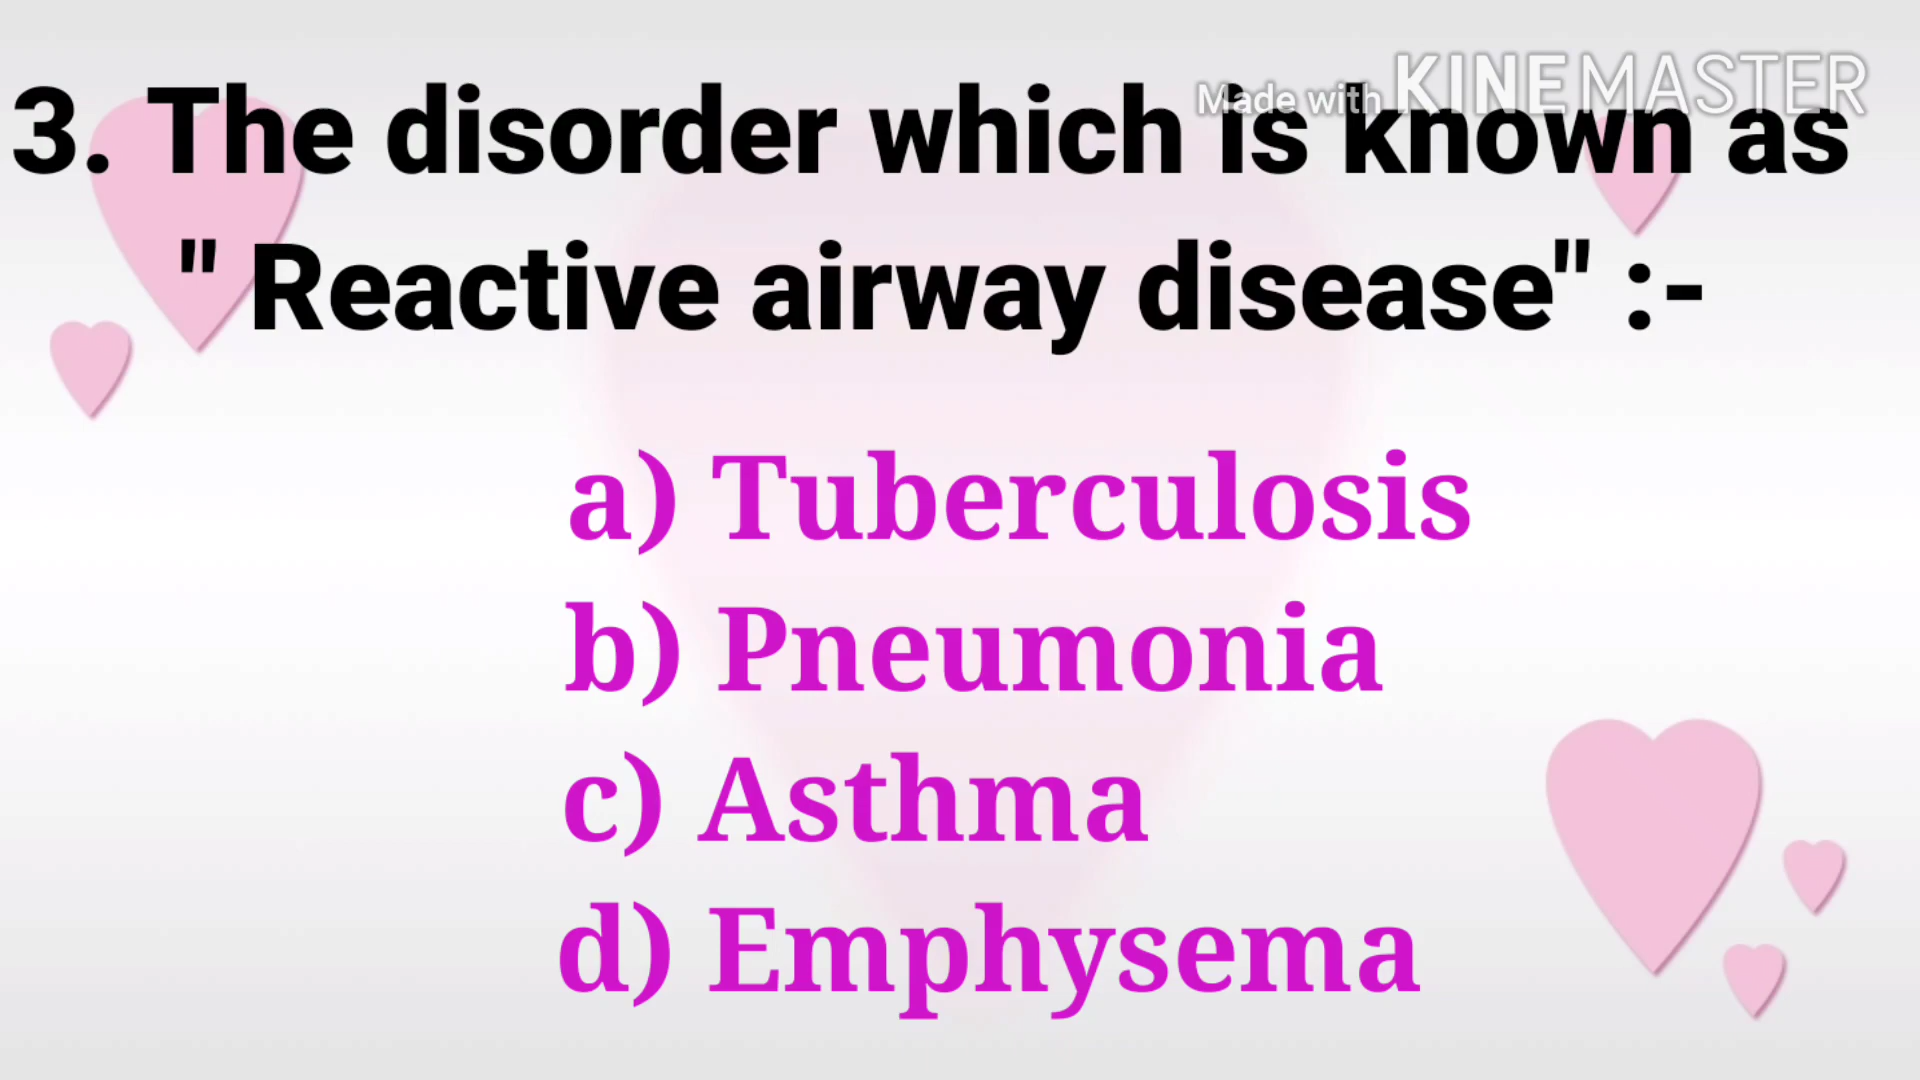 Made with KINEMASTER
3. The disorder which is known as
" Reactive airway disease" :-
a) Tuberculosis
b) Pneumonia
c) Asthma
d) Emphysema